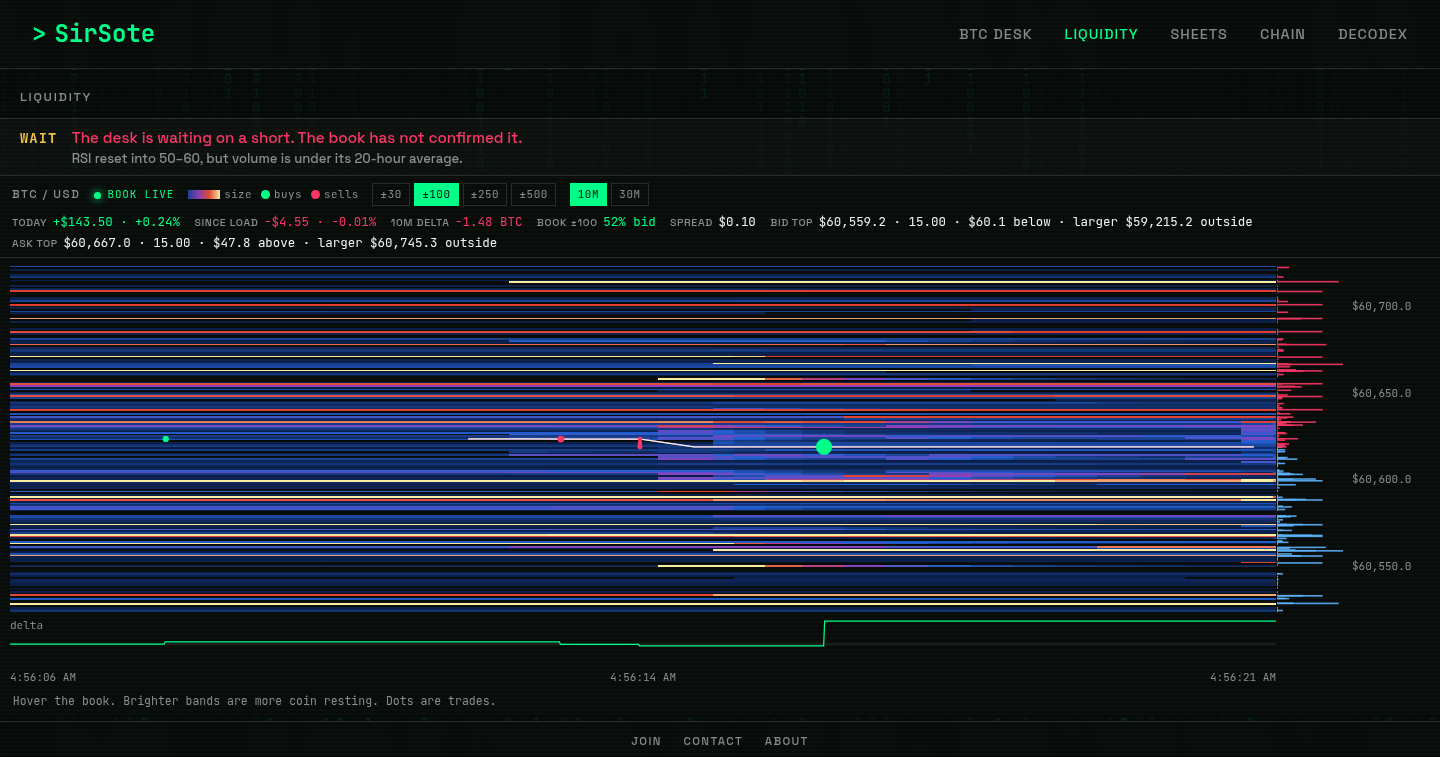 > SirSote
BTC DESK LIQUIDITY SHEETS CHAIN DECODEX
LIQUIDITY
WAIT The desk is waiting on a short. The book has not confirmed it.
RSI reset into 50–60, but volume is under its 20-hour average.
BTC / USD BOOK LIVE size buys sells ±30 ±100 ±250 ±500 10M 30M
TODAY +$143.50 · +0.24% SINCE LOAD -$4.55 · -0.01% 10M DELTA -1.48 BTC BOOK ±100 52% bid SPREAD $0.10 BID TOP $60,559.2 · 15.00 · $60.1 below · larger $59,215.2 outside
ASK TOP $60,667.0 · 15.00 · $47.8 above · larger $60,745.3 outside
$60,700.0
$60,650.0
$60,600.0
$60,550.0
delta
4:56:06 AM 4:56:14 AM 4:56:21 AM
Hover the book. Brighter bands are more coin resting. Dots are trades.
JOIN CONTACT ABOUT